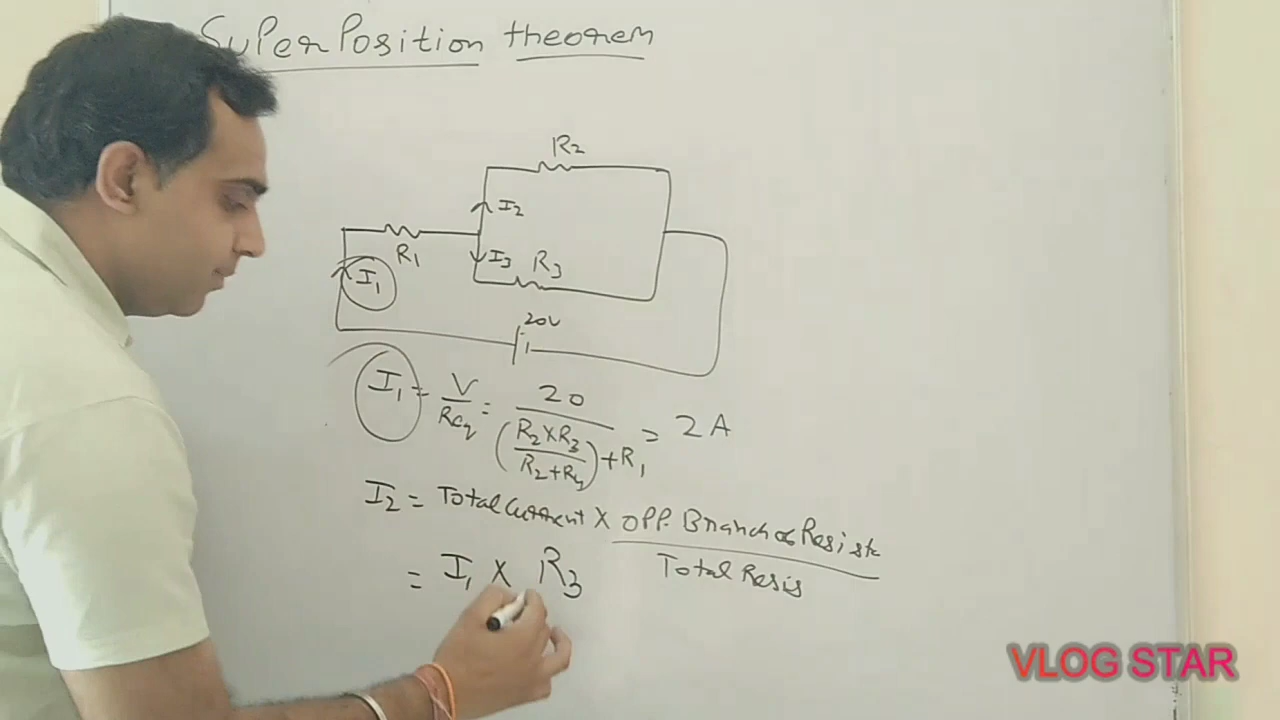 SuperPosition theorem
R2
I2
R1
I3 R3
I1
20V
I1 = V/Req = 20/((R2×R3/R2+R3)+R1) = 2A
I2 = Total Current × opp. Branch Resis / Total Resis
= I1 × R3
VLOG STAR